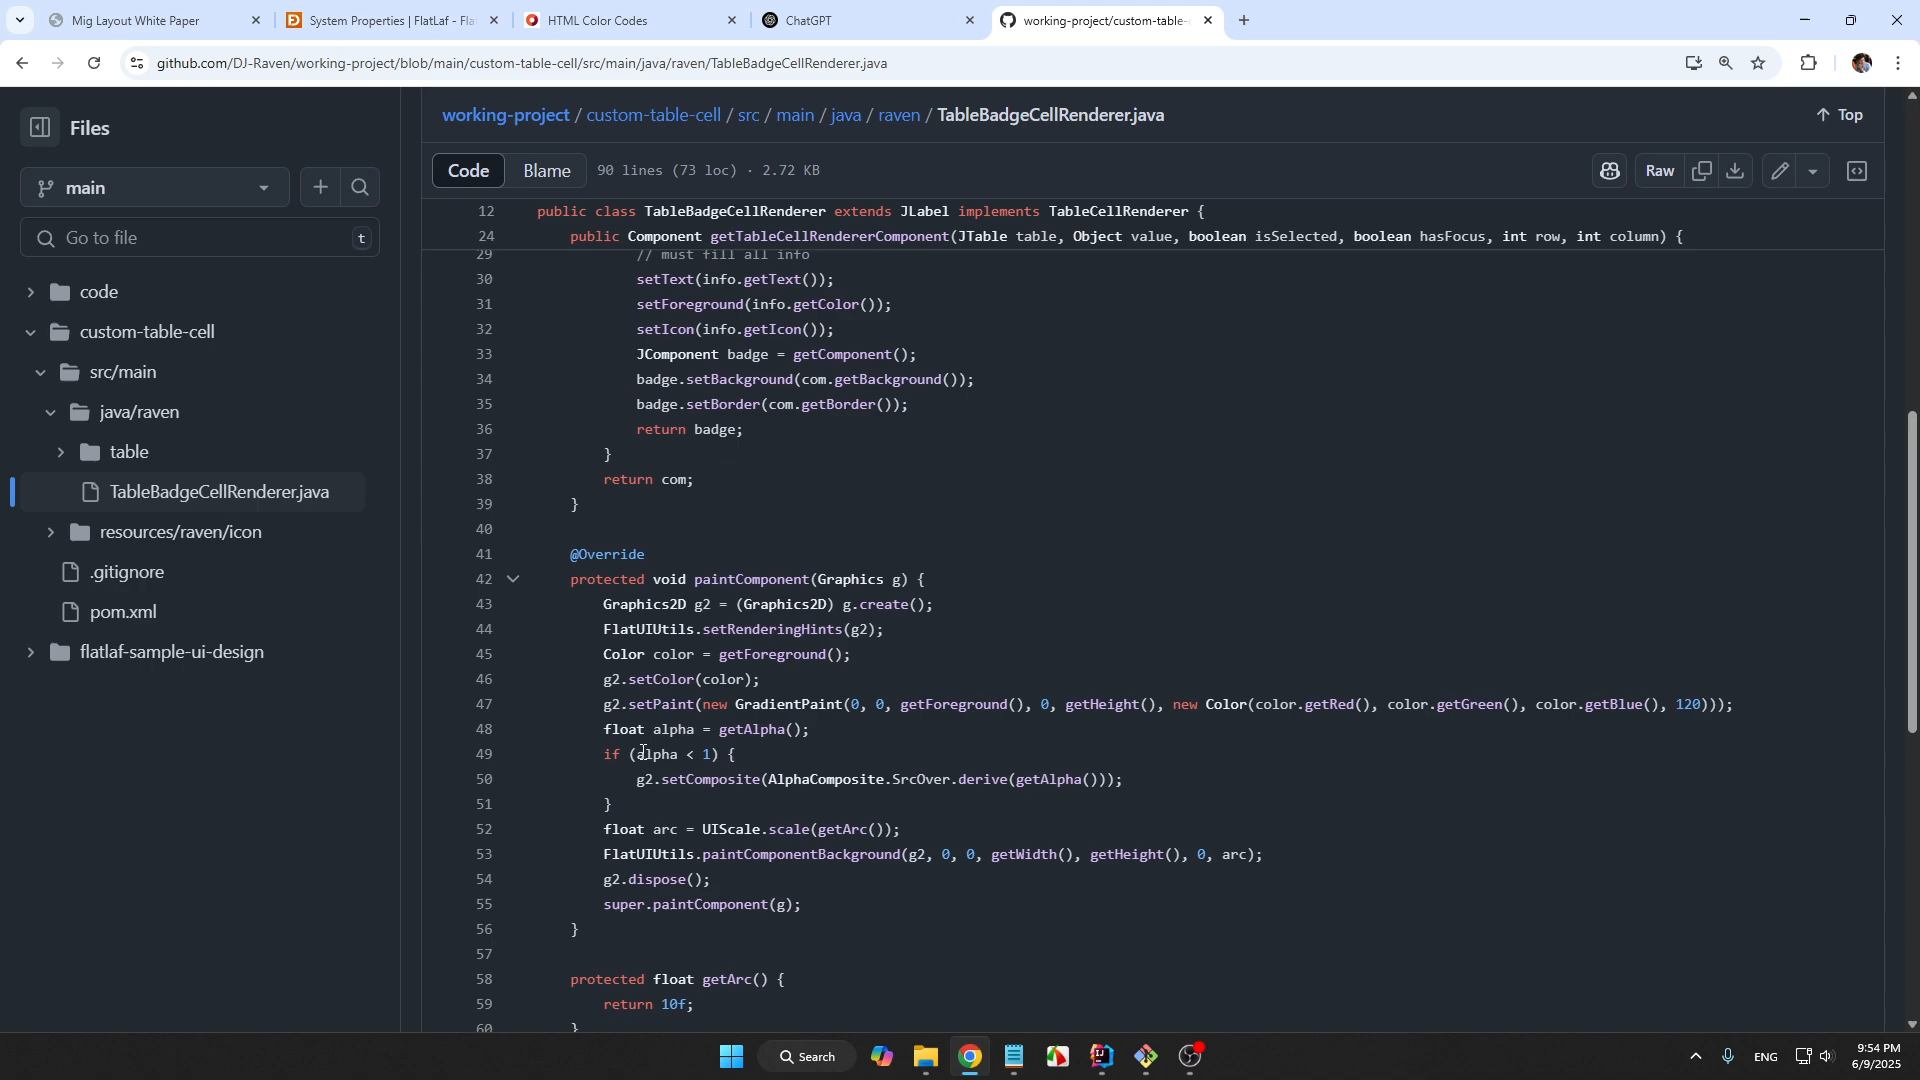 Mig Layout White Paper
System Properties | FlatLaf - Fla
HTML Color Codes
ChatGPT
working-project/custom-table-
github.com/DJ-Raven/working-project/blob/main/custom-table-cell/src/main/java/raven/TableBadgeCellRenderer.java
Files
main
Go to file
t
code
custom-table-cell
src/main
java/raven
table
TableBadgeCellRenderer.java
resources/raven/icon
.gitignore
pom.xml
flatlaf-sample-ui-design
working-project / custom-table-cell / src / main / java / raven / TableBadgeCellRenderer.java
Top
Code
Blame
90 lines (73 loc) · 2.72 KB
Raw
12 public class TableBadgeCellRenderer extends JLabel implements TableCellRenderer {
24 public Component getTableCellRendererComponent(JTable table, Object value, boolean isSelected, boolean hasFocus, int row, int column) {
29 // must fill all info
30 setText(info.getText());
31 setForeground(info.getColor());
32 setIcon(info.getIcon());
33 JComponent badge = getComponent();
34 badge.setBackground(com.getBackground());
35 badge.setBorder(com.getBorder());
36 return badge;
37 }
38 return com;
39 }
40
41 @Override
42 protected void paintComponent(Graphics g) {
43 Graphics2D g2 = (Graphics2D) g.create();
44 FlatUIUtils.setRenderingHints(g2);
45 Color color = getForeground();
46 g2.setColor(color);
47 g2.setPaint(new GradientPaint(0, 0, getForeground(), 0, getHeight(), new Color(color.getRed(), color.getGreen(), color.getBlue(), 120)));
48 float alpha = getAlpha();
49 if (alpha < 1) {
50 g2.setComposite(AlphaComposite.SrcOver.derive(getAlpha()));
51 }
52 float arc = UIScale.scale(getArc());
53 FlatUIUtils.paintComponentBackground(g2, 0, 0, getWidth(), getHeight(), 0, arc);
54 g2.dispose();
55 super.paintComponent(g);
56 }
57
58 protected float getArc() {
59 return 10f;
60 }
Search
ENG
9:54 PM
6/9/2025